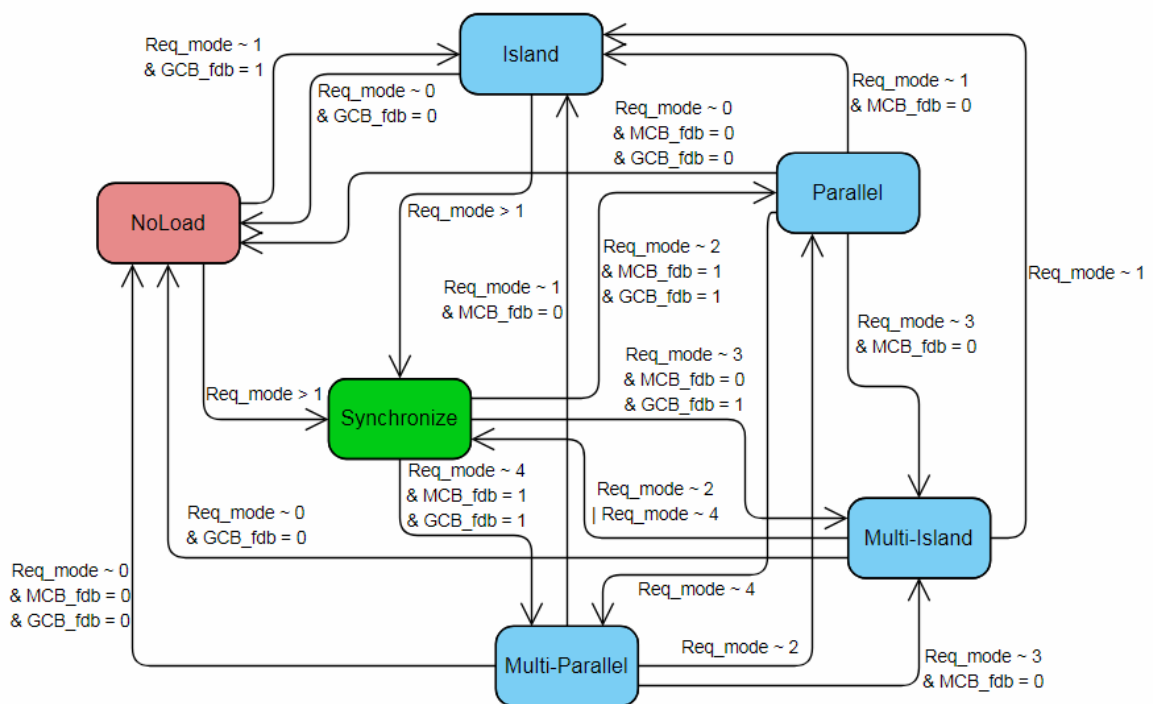 Island
Req_mode ~ 1
& GCB_fdb = 1
Req_mode ~ 0
& GCB_fdb = 0
Req_mode ~ 0
& MCB_fdb = 0
& GCB_fdb = 0
Req_mode ~ 1
& MCB_fdb = 0
NoLoad
Parallel
Req_mode > 1
Req_mode ~ 2
& MCB_fdb = 1
& GCB_fdb = 1
Req_mode ~ 1
Req_mode ~ 1
& MCB_fdb = 0
Req_mode ~ 3
& MCB_fdb = 0
Req_mode ~ 3
& MCB_fdb = 0
& GCB_fdb = 1
Req_mode > 1
Synchronize
Req_mode ~ 4
& MCB_fdb = 1
& GCB_fdb = 1
Req_mode ~ 2
| Req_mode ~ 4
Req_mode ~ 0
& GCB_fdb = 0
Multi-Island
Req_mode ~ 0
& MCB_fdb = 0
& GCB_fdb = 0
Req_mode ~ 4
Multi-Parallel
Req_mode ~ 2
Req_mode ~ 3
& MCB_fdb = 0